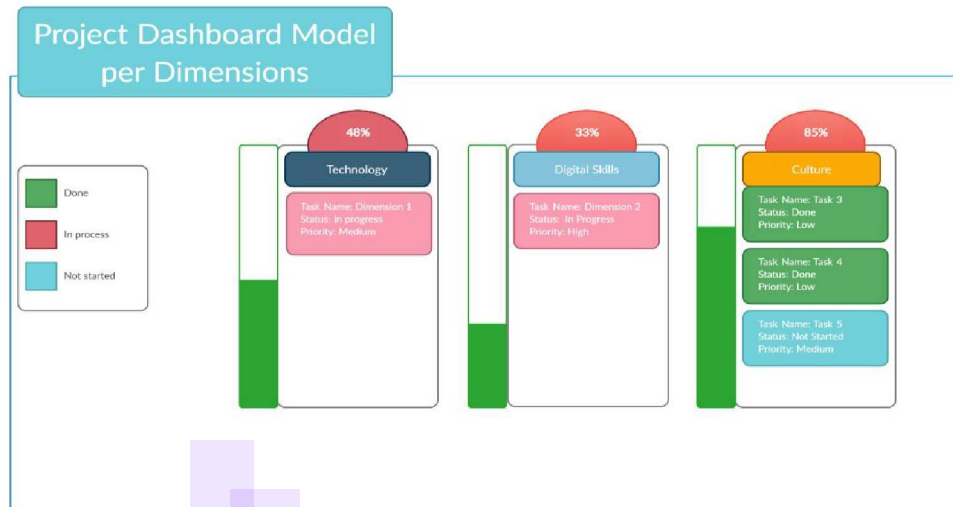 Project Dashboard Model
per Dimensions
Done
In process
Not started
48%
Technology
Task Name: Dimension 1
Status: In progress
Priority: Medium
33%
Digital Skills
Task Name: Dimension 2
Status: In Progress
Priority: High
85%
Culture
Task Name: Task 3
Status: Done
Priority: Low
Task Name: Task 4
Status: Done
Priority: Low
Task Name: Task 5
Status: Not Started
Priority: Medium